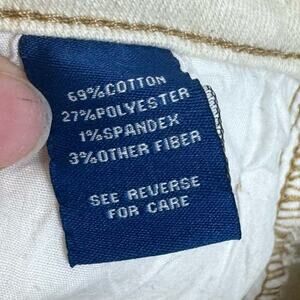 69%COTTON
27%POLYESTER
1%SPANDEX
3%OTHER FIBER
SEE REVERSE
FOR CARE